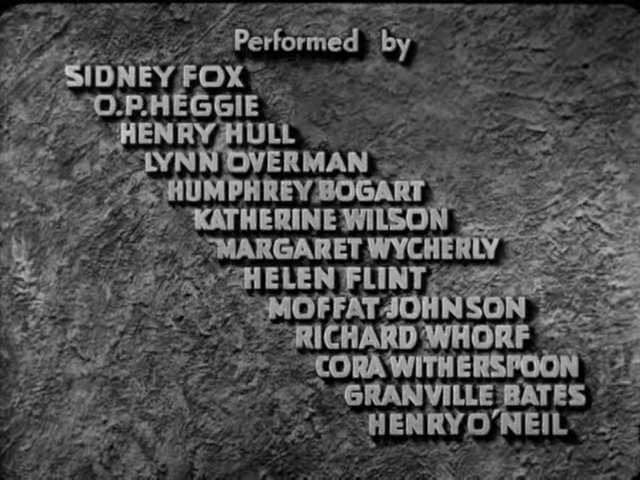 Performed by
SIDNEY FOX
O.P. HEGGIE
HENRY HULL
LYNN OVERMAN
HUMPHREY BOGART
KATHERINE WILSON
MARGARET WYCHERLY
HELEN FLINT
MOFFAT JOHNSON
RICHARD WHORF
CORA WITHERSPOON
GRANVILLE BATES
HENRY O'NEIL